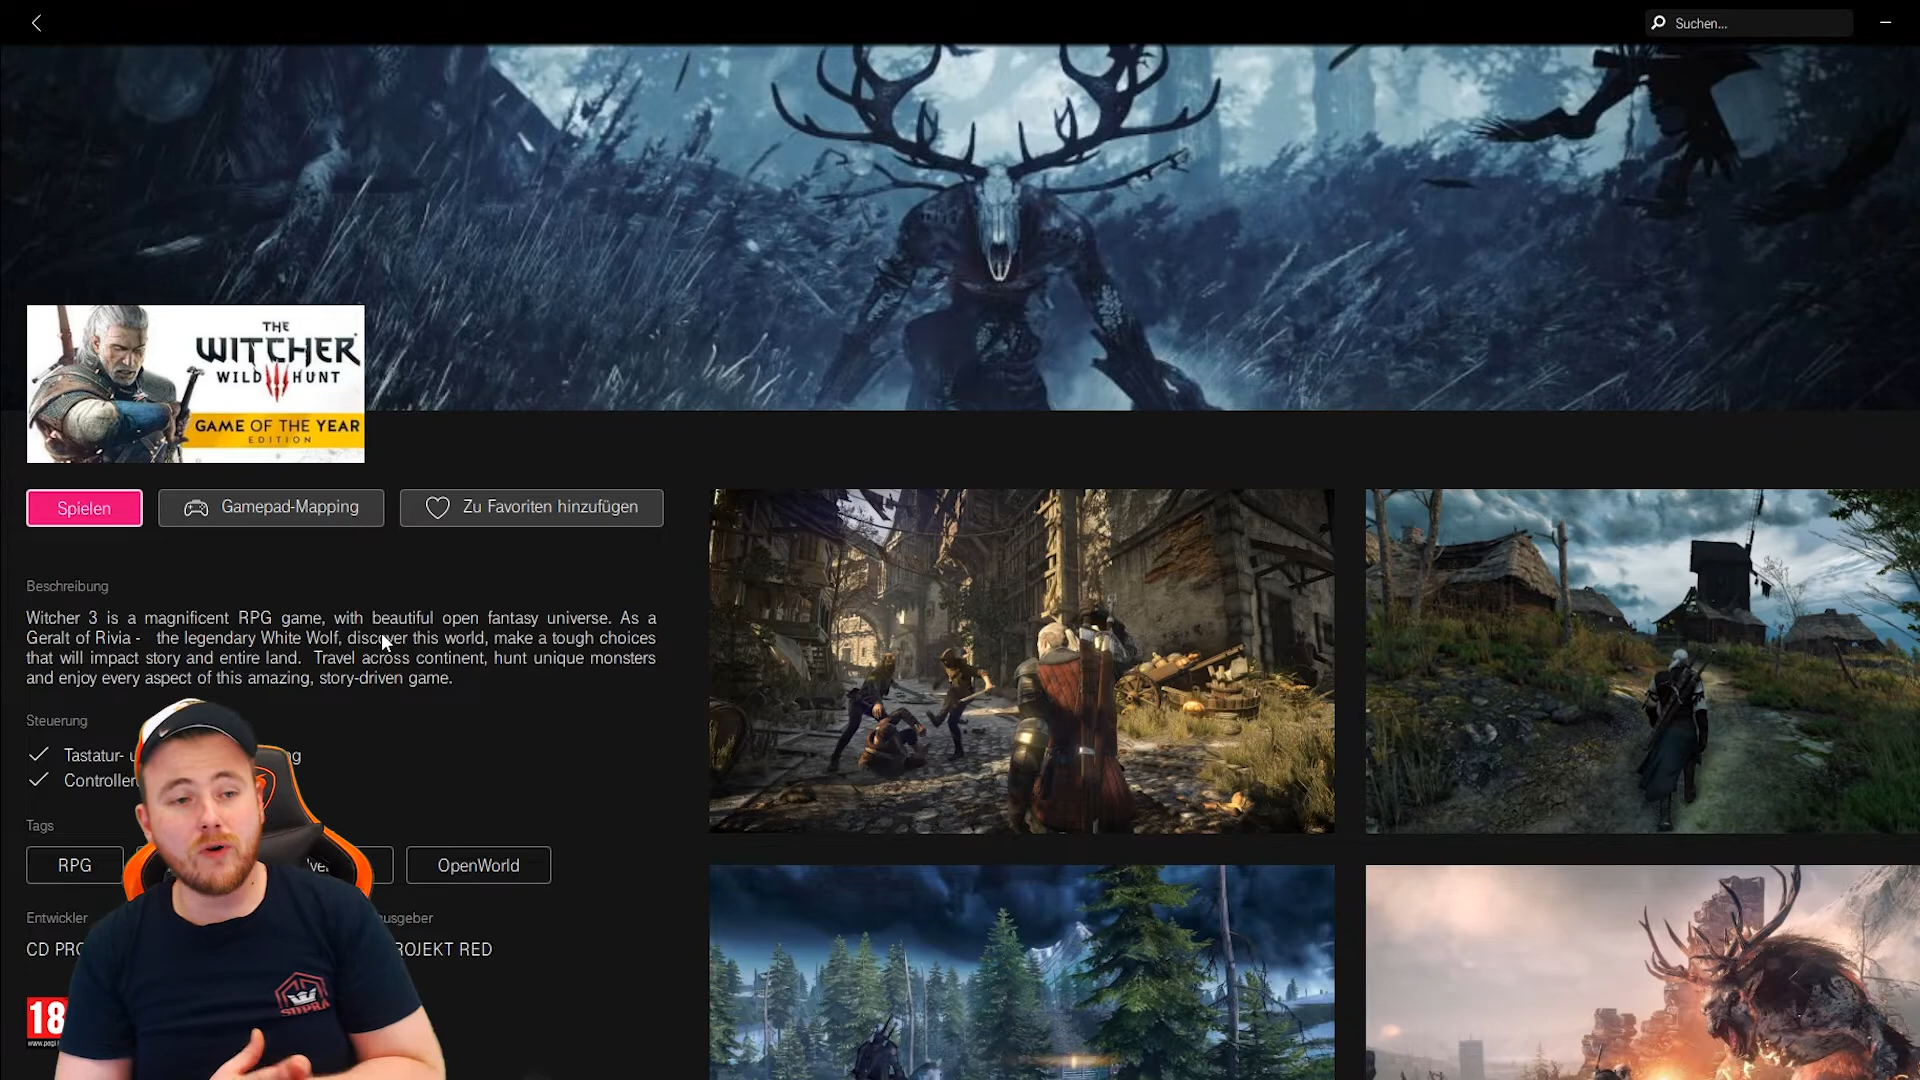 Suchen...
THE
WITCHER
WILD HUNT
GAME OF THE YEAR
EDITION
Spielen
Gamepad-Mapping
Zu Favoriten hinzufügen
Beschreibung
Witcher 3 is a magnificent RPG game, with beautiful open fantasy universe. As a
Geralt of Rivia - the legendary White Wolf, discover this world, make a tough choices
that will impact story and entire land. Travel across continent, hunt unique monsters
and enjoy every aspect of this amazing, story-driven game.
Steuerung
Tastatur-
Controller
Tags
RPG
OpenWorld
Entwickler
CD PRO
ROJEKT RED
18
SUPRA